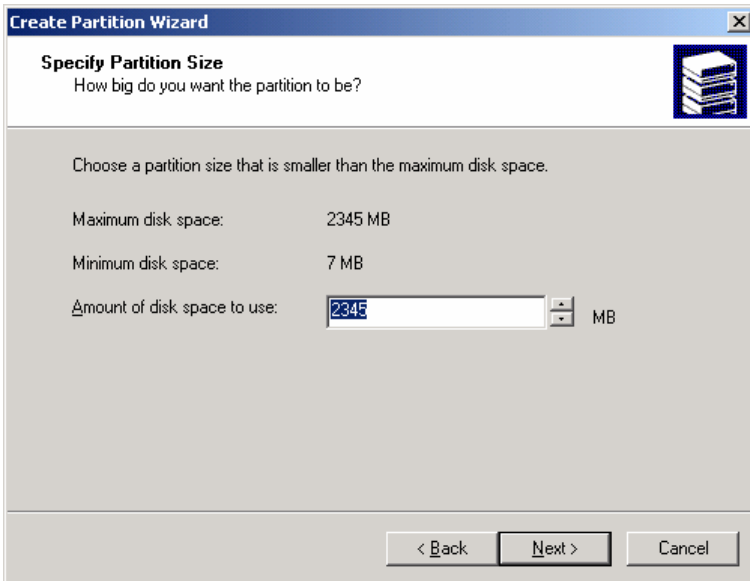 Create Partition Wizard
Specify Partition Size
How big do you want the partition to be?
Choose a partition size that is smaller than the maximum disk space.
Maximum disk space: 2345 MB
Minimum disk space: 7 MB
Amount of disk space to use: 2345 MB
< Back Next > Cancel